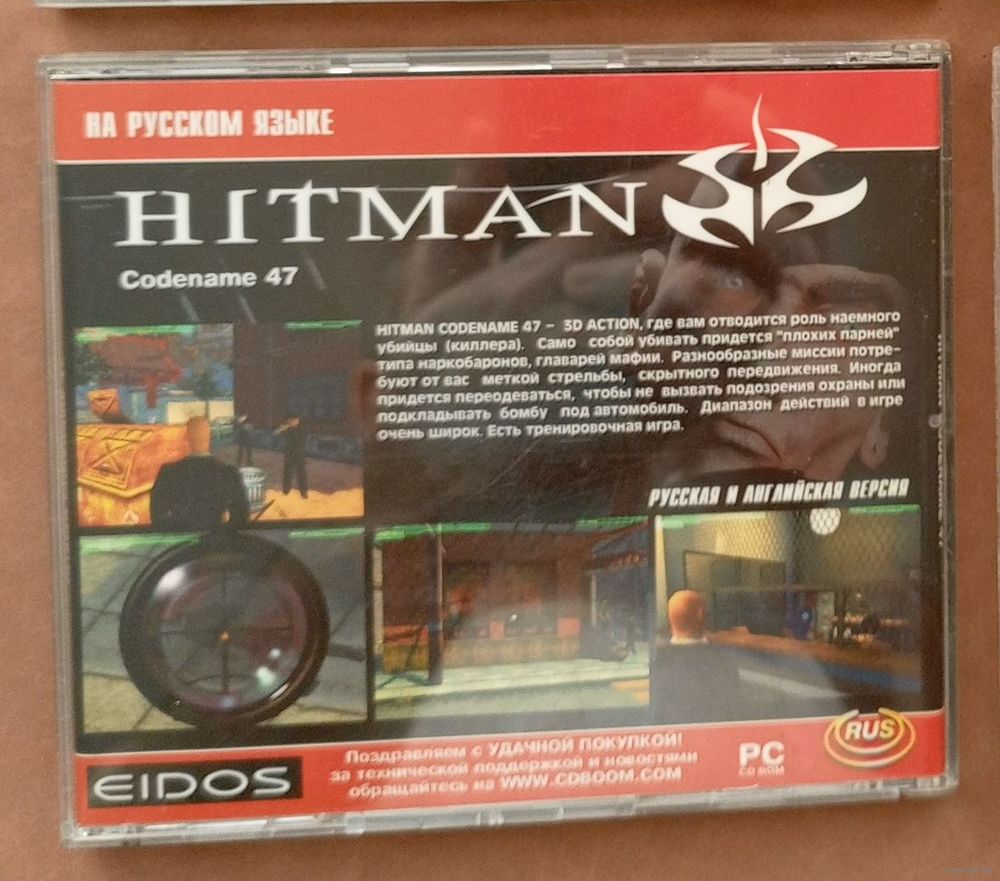 НА РУССКОМ ЯЗЫКЕ
HITMAN
Codename 47
HITMAN CODENAME 47 – 3D ACTION, где вам отводится роль наемного
убийцы (киллера). Само собой убивать придется "плохих парней"
типа наркобаронов, главарей мафии. Разнообразные миссии потре-
буют от вас меткой стрельбы, скрытного передвижения. Иногда
придется переодеваться, чтобы не вызвать подозрения охраны или
подкладывать бомбу под автомобиль. Диапазон действий в игре
очень широк. Есть тренировочная игра.
РУССКАЯ И АНГЛИЙСКАЯ ВЕРСИЯ
EIDOS
Поздравляем с УДАЧНОЙ ПОКУПКОЙ!
за технической поддержкой и новостями
обращайтесь на WWW.CDBOOM.COM
PC
CD ROM
RUS